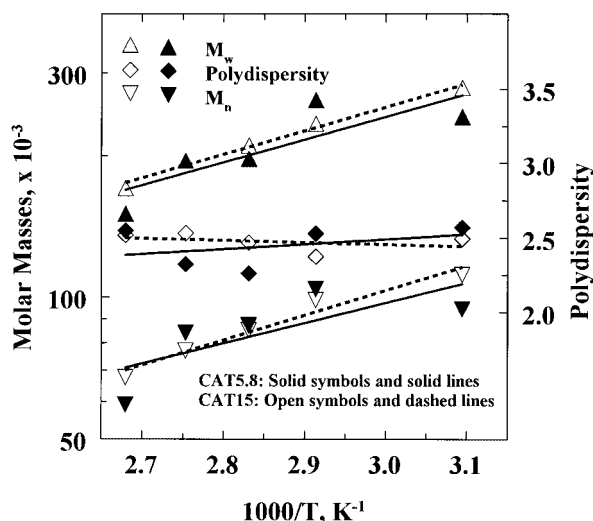 M_w
Polydispersity
M_n
300
200
100
50
Molar Masses, x 10⁻³
3.5
3.0
2.5
2.0
Polydispersity
CAT5.8: Solid symbols and solid lines
CAT15: Open symbols and dashed lines
2.7 2.8 2.9 3.0 3.1
1000/T, K⁻¹